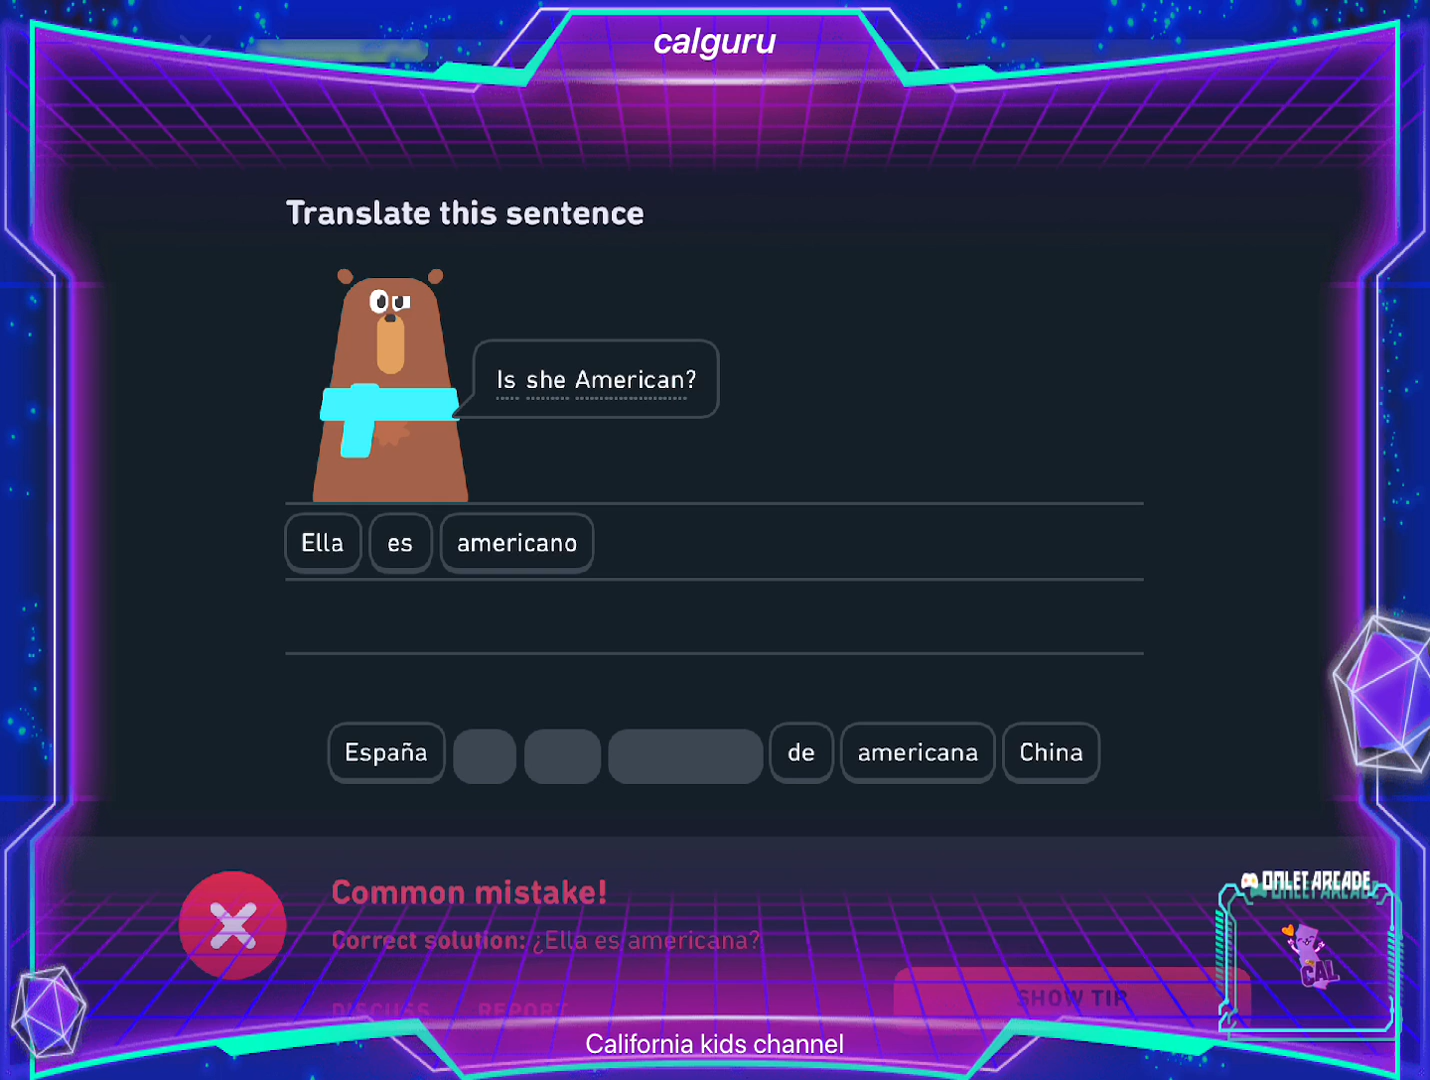 calguru
Translate this sentence
Is she American?
Ella es americano
España de americana China
Common mistake!
Correct solution: ¿Ella es americana?
DISCUSS REPORT
SHOW TIP
OMLET ARCADE
CAL
California kids channel